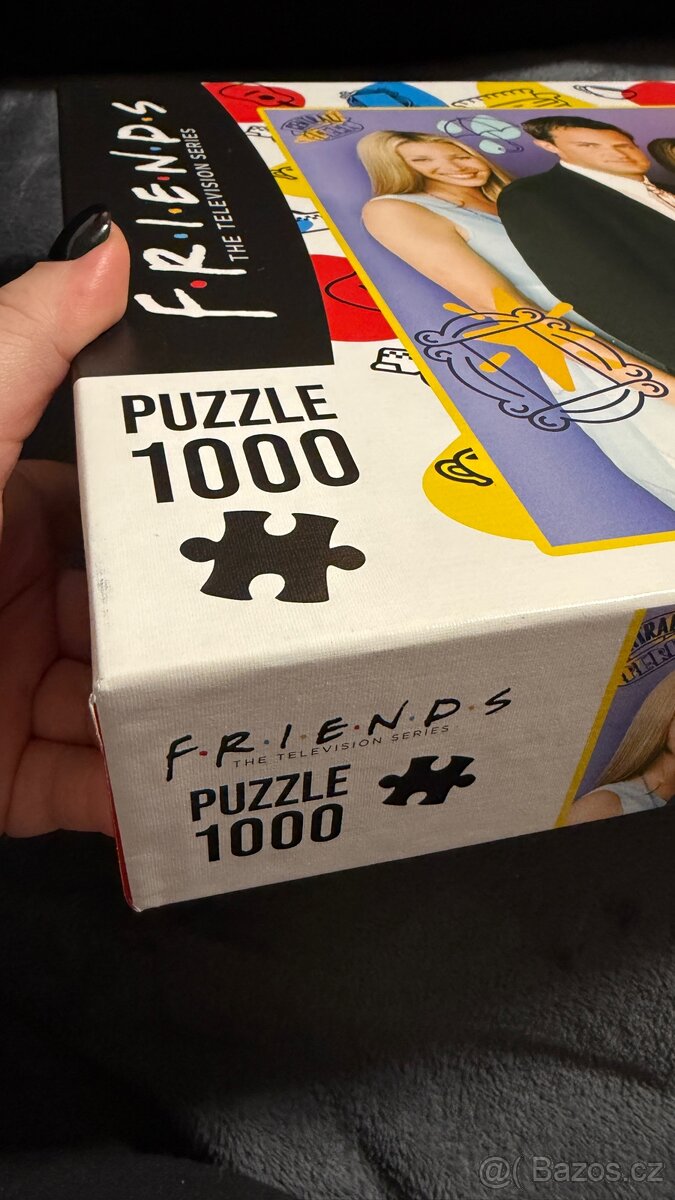 F·R·I·E·N·D·S
THE TELEVISION SERIES
PUZZLE
1000
F·R·I·E·N·D·S
THE TELEVISION SERIES
PUZZLE
1000
@( Bazos.cz